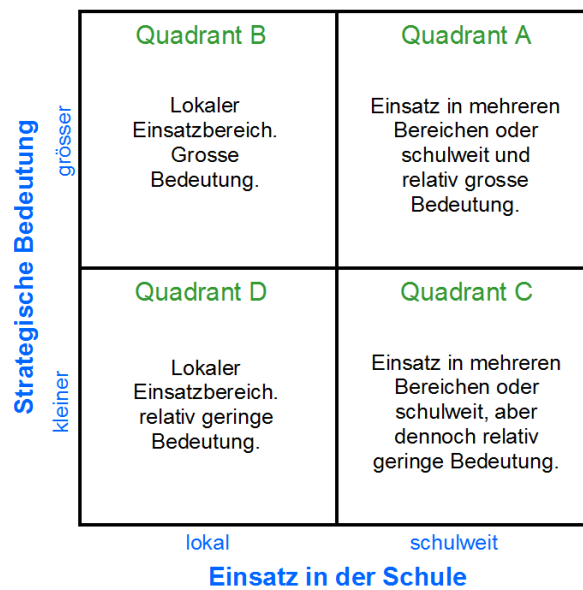 Quadrant B
Lokaler
Einsatzbereich.
Grosse
Bedeutung.
Quadrant A
Einsatz in mehreren
Bereichen oder
schulweit und
relativ grosse
Bedeutung.
Strategische Bedeutung
grösser
kleiner
Quadrant D
Lokaler
Einsatzbereich.
relativ geringe
Bedeutung.
Quadrant C
Einsatz in mehreren
Bereichen oder
schulweit, aber
dennoch relativ
geringe Bedeutung.
lokal
schulweit
Einsatz in der Schule